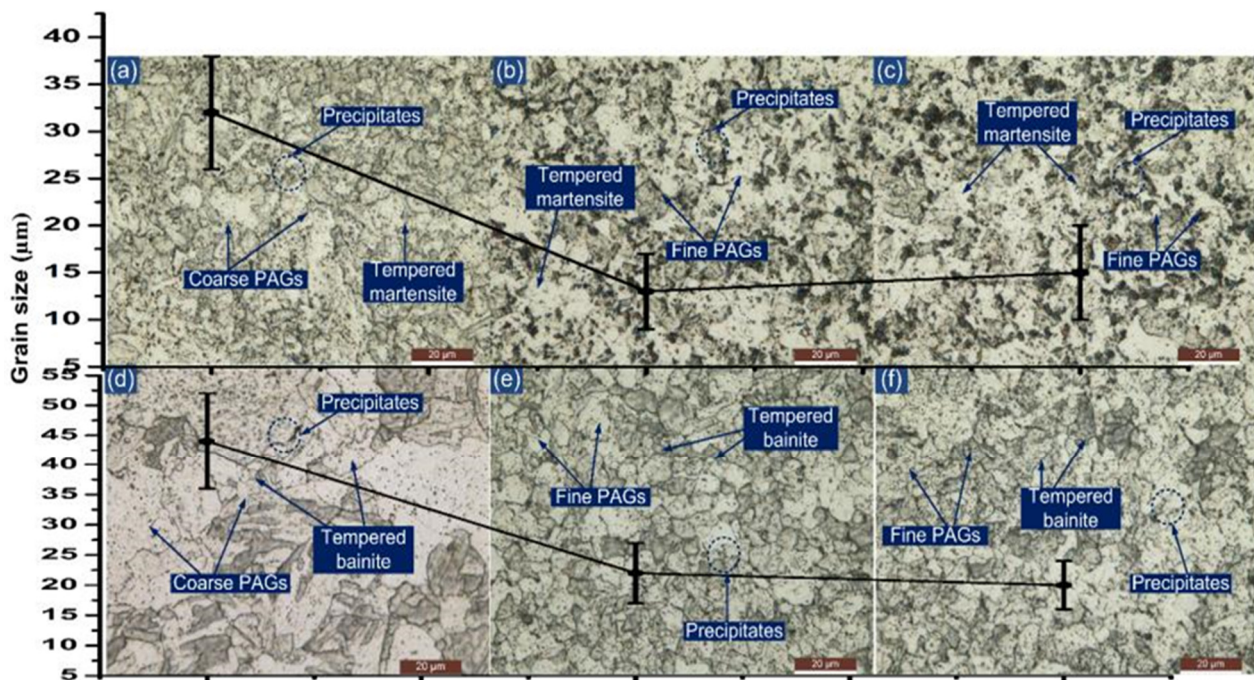 Grain size (µm)
40
35
30
25
20
15
10
5
(a)
Precipitates
Coarse PAGs
Tempered
martensite
20 µm
(b)
Precipitates
Tempered
martensite
Fine PAGs
20 µm
(c)
Tempered
martensite
Precipitates
Fine PAGs
20 µm
55
50
45
40
35
30
25
20
15
10
5
(d)
Precipitates
Coarse PAGs
Tempered
bainite
20 µm
(e)
Tempered
bainite
Fine PAGs
Precipitates
20 µm
(f)
Tempered
bainite
Fine PAGs
Precipitates
20 µm